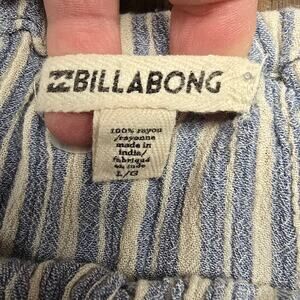 BILLABONG
100% rayon
/rayonne
made in
india/
fabriqué
en inde
L/G